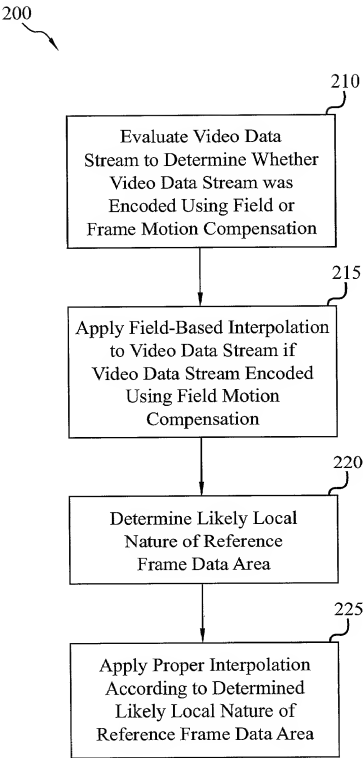 200
210
Evaluate Video Data
Stream to Determine Whether
Video Data Stream was
Encoded Using Field or
Frame Motion Compensation
215
Apply Field-Based Interpolation
to Video Data Stream if
Video Data Stream Encoded
Using Field Motion
Compensation
220
Determine Likely Local
Nature of Reference
Frame Data Area
225
Apply Proper Interpolation
According to Determined
Likely Local Nature of
Reference Frame Data Area